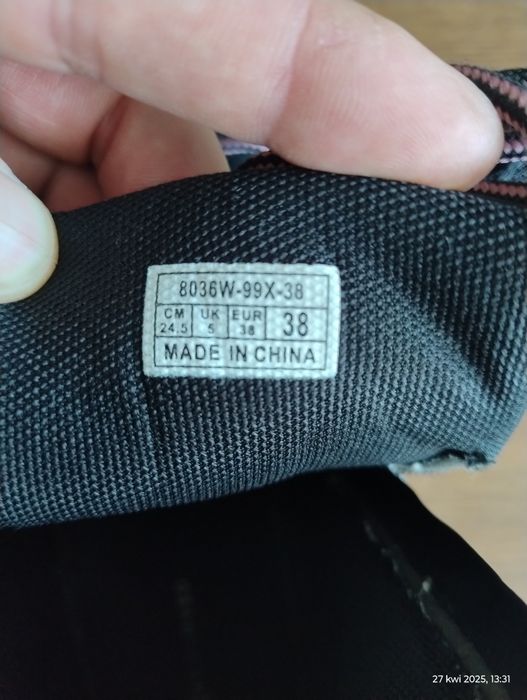 8036W-99X-38
CM UK EUR
24.5 5 38 38
MADE IN CHINA
27 kwi 2025, 13:31